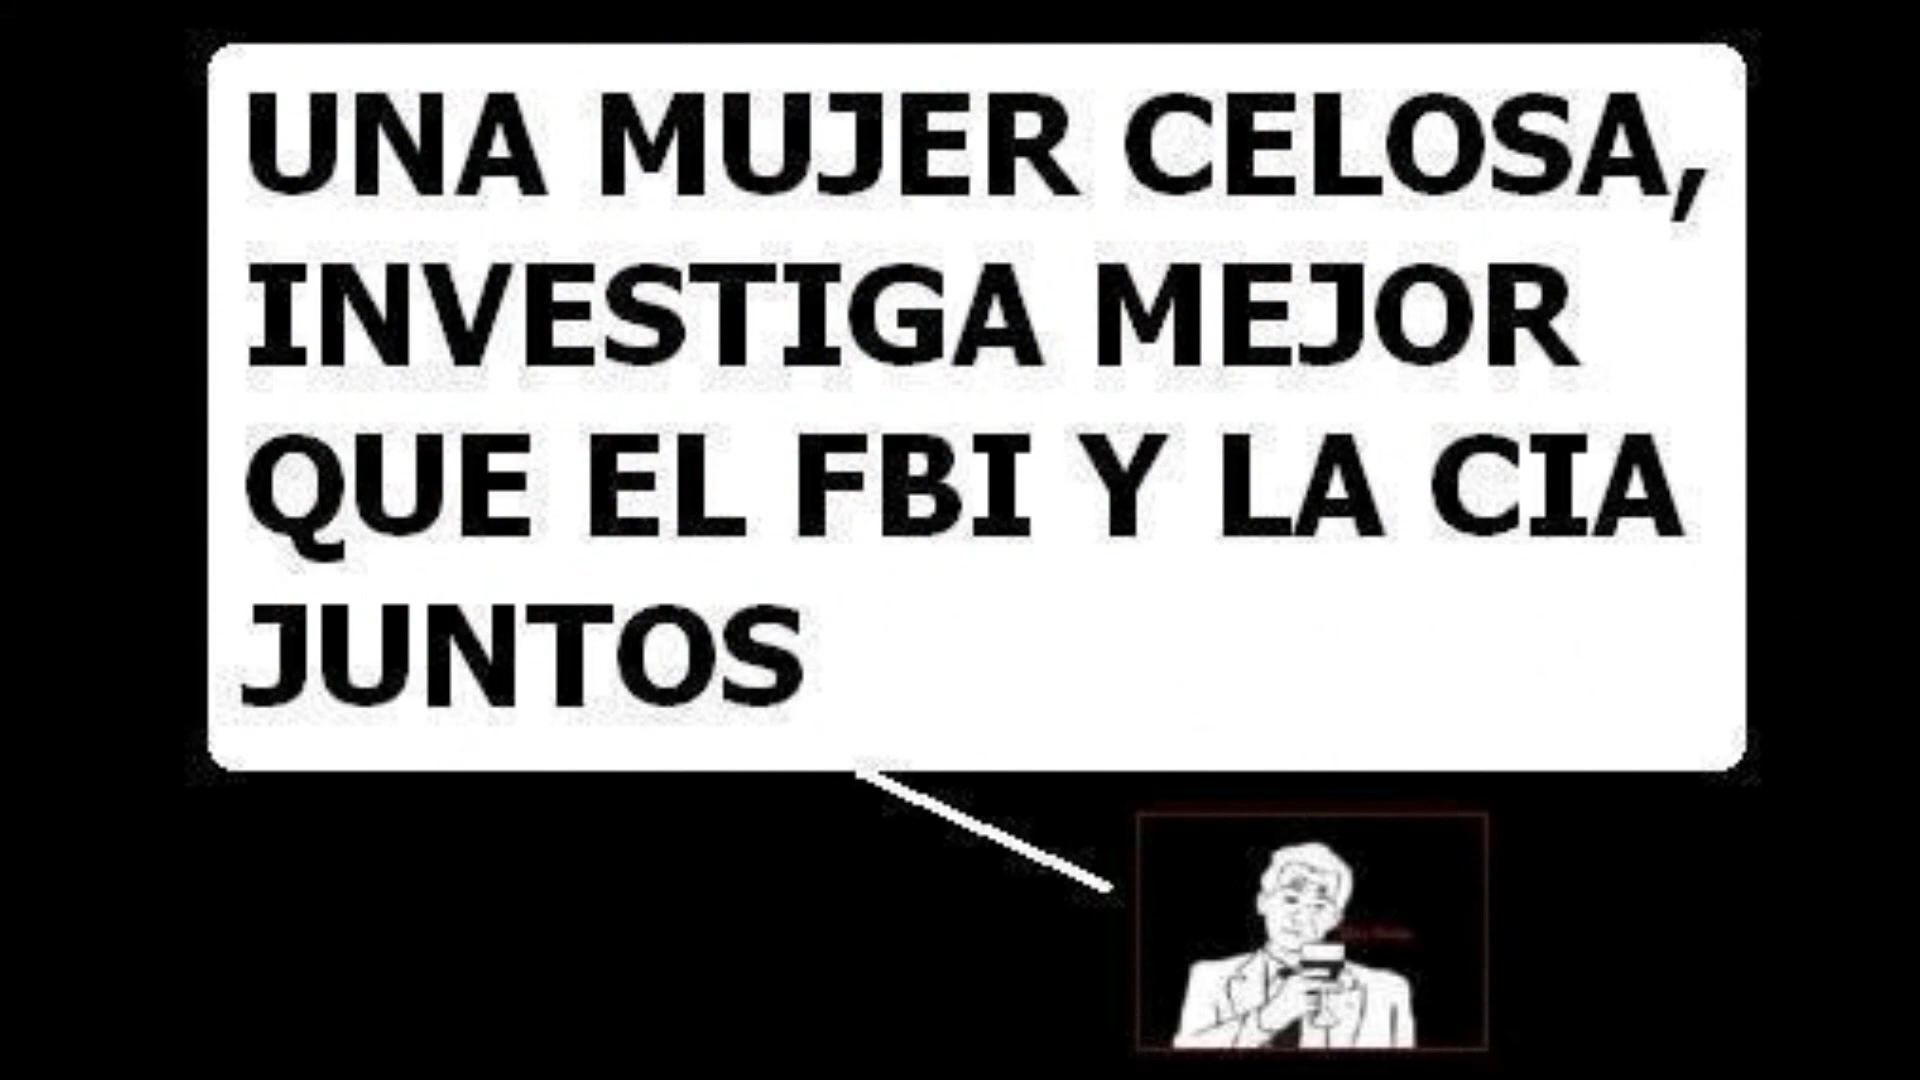 UNA MUJER CELOSA,
INVESTIGA MEJOR
QUE EL FBI Y LA CIA
JUNTOS